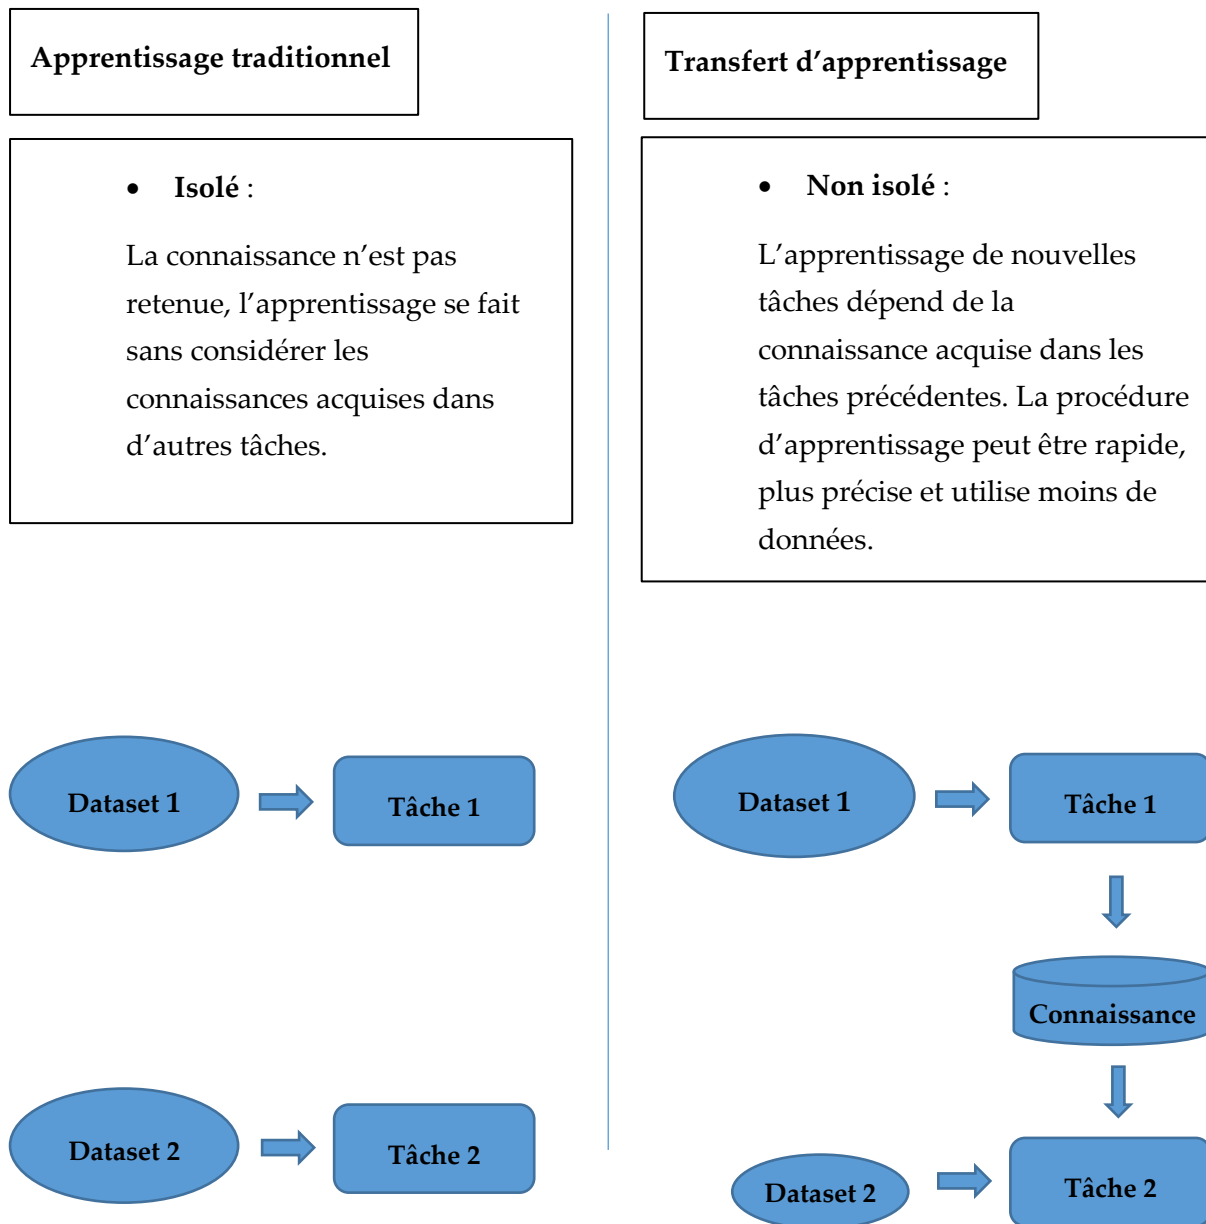 Apprentissage traditionnel
• Isolé :
La connaissance n’est pas
retenue, l’apprentissage se fait
sans considérer les
connaissances acquises dans
d’autres tâches.
Dataset 1
Tâche 1
Dataset 2
Tâche 2
Transfert d’apprentissage
• Non isolé :
L’apprentissage de nouvelles
tâches dépend de la
connaissance acquise dans les
tâches précédentes. La procédure
d’apprentissage peut être rapide,
plus précise et utilise moins de
données.
Dataset 1
Tâche 1
Connaissance
Dataset 2
Tâche 2